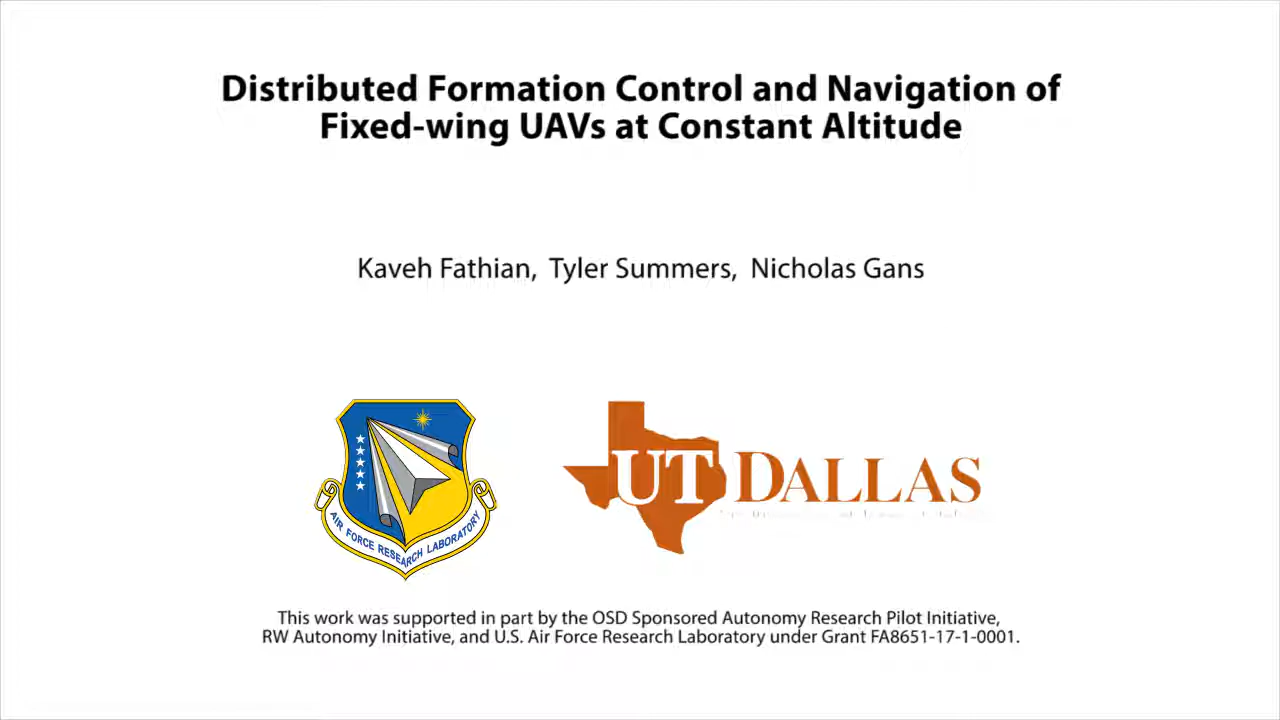 Distributed Formation Control and Navigation of
Fixed-wing UAVs at Constant Altitude
Kaveh Fathian, Tyler Summers, Nicholas Gans
AIR FORCE RESEARCH LABORATORY
UT DALLAS
This work was supported in part by the OSD Sponsored Autonomy Research Pilot Initiative,
RW Autonomy Initiative, and U.S. Air Force Research Laboratory under Grant FA8651-17-1-0001.